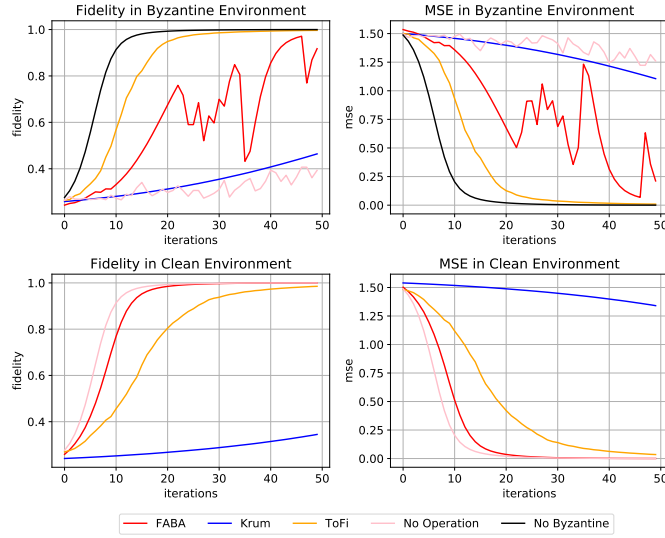 Fidelity in Byzantine Environment
1.0
0.8
0.6
0.4
fidelity
0 10 20 30 40 50
iterations
MSE in Byzantine Environment
1.50
1.25
1.00
0.75
0.50
0.25
0.00
mse
0 10 20 30 40 50
iterations
Fidelity in Clean Environment
1.0
0.8
0.6
0.4
fidelity
0 10 20 30 40 50
iterations
MSE in Clean Environment
1.50
1.25
1.00
0.75
0.50
0.25
0.00
mse
0 10 20 30 40 50
iterations
FABA Krum ToFi No Operation No Byzantine